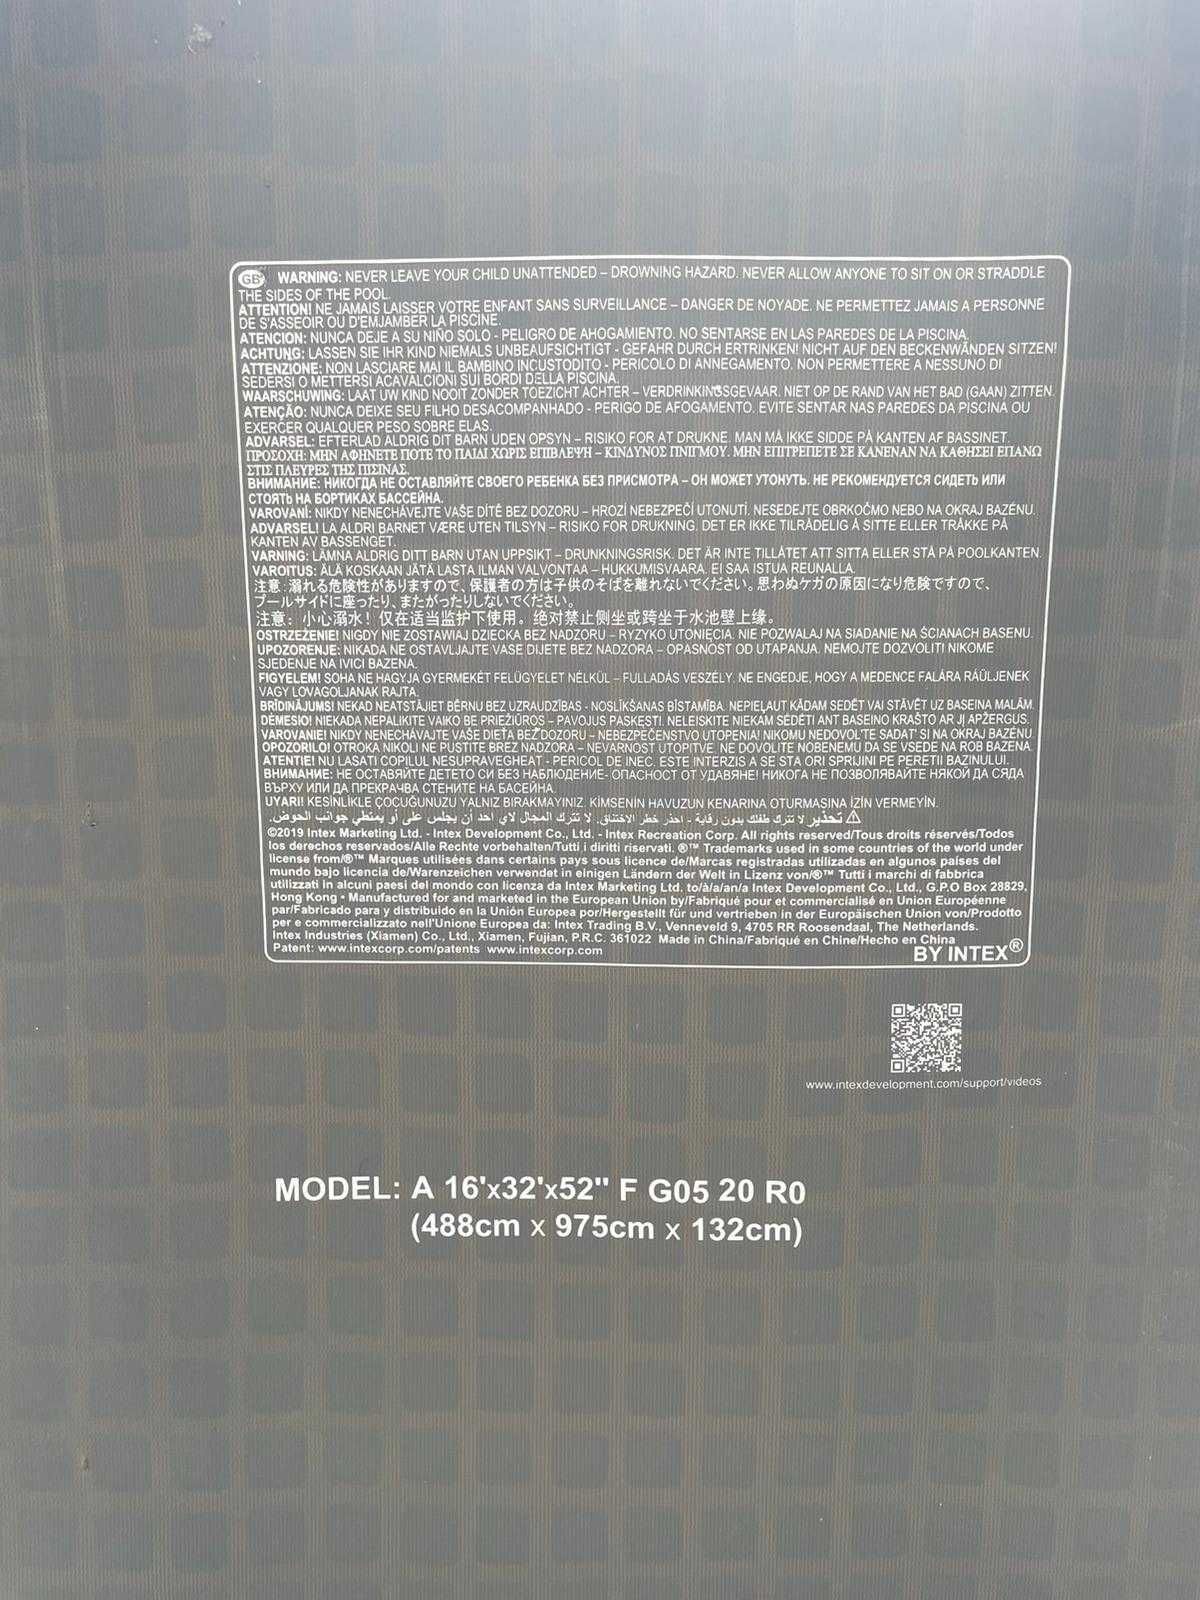 GB WARNING: NEVER LEAVE YOUR CHILD UNATTENDED – DROWNING HAZARD. NEVER ALLOW ANYONE TO SIT ON OR STRADDLE
THE SIDES OF THE POOL.
ATTENTION! NE JAMAIS LAISSER VOTRE ENFANT SANS SURVEILLANCE – DANGER DE NOYADE. NE PERMETTEZ JAMAIS A PERSONNE
DE S'ASSEOIR OU D'EMJAMBER LA PISCINE.
ATENCION: NUNCA DEJE A SU NIÑO SOLO - PELIGRO DE AHOGAMIENTO. NO SENTARSE EN LAS PAREDES DE LA PISCINA.
ACHTUNG: LASSEN SIE IHR KIND NIEMALS UNBEAUFSICHTIGT - GEFAHR DURCH ERTRINKEN! NICHT AUF DEN BECKENWÄNDEN SITZEN!
ATTENZIONE: NON LASCIARE MAI IL BAMBINO INCUSTODITO - PERICOLO DI ANNEGAMENTO. NON PERMETTERE A NESSUNO DI
SEDERSI O METTERSI ACAVALCIONI SUI BORDI DELLA PISCINA.
WAARSCHUWING: LAAT UW KIND NOOIT ZONDER TOEZICHT ACHTER – VERDRINKINGSGEVAAR. NIET OP DE RAND VAN HET BAD (GAAN) ZITTEN.
ATENÇÃO: NUNCA DEIXE SEU FILHO DESACOMPANHADO - PERIGO DE AFOGAMENTO. EVITE SENTAR NAS PAREDES DA PISCINA OU
EXERCER QUALQUER PESO SOBRE ELAS.
ADVARSEL: EFTERLAD ALDRIG DIT BARN UDEN OPSYN – RISIKO FOR AT DRUKNE. MAN MÅ IKKE SIDDE PÅ KANTEN AF BASSINET.
ΠΡΟΣΟΧΗ: ΜΗΝ ΑΦΗΝΕΤΕ ΠΟΤΕ ΤΟ ΠΑΙΔΙ ΧΩΡΙΣ ΕΠΙΒΛΕΨΗ – ΚΙΝΔΥΝΟΣ ΠΝΙΓΜΟΥ. ΜΗΝ ΕΠΙΤΡΕΠΕΤΕ ΣΕ ΚΑΝΕΝΑΝ ΝΑ ΚΑΘΗΣΕΙ ΕΠΑΝΩ
ΣΤΙΣ ΠΛΕΥΡΕΣ ΤΗΣ ΠΙΣΙΝΑΣ.
ВНИМАНИЕ: НИКОГДА НЕ ОСТАВЛЯЙТЕ СВОЕГО РЕБЕНКА БЕЗ ПРИСМОТРА – ОН МОЖЕТ УТОНУТЬ. НЕ РЕКОМЕНДУЕТСЯ СИДЕТЬ ИЛИ
СТОЯТЬ НА БОРТИКАХ БАССЕЙНА.
VAROVANÍ: NIKDY NENECHÁVEJTE VAŠE DÍTĚ BEZ DOZORU – HROZÍ NEBEZPEČÍ UTONUTÍ. NESEDEJTE OBRKOČMO NEBO NA OKRAJ BAZÉNU.
ADVARSEL! LA ALDRI BARNET VÆRE UTEN TILSYN – RISIKO FOR DRUKNING. DET ER IKKE TILRÅDELIG Å SITTE ELLER TRÅKKE PÅ
KANTEN AV BASSENGET.
VARNING: LÄMNA ALDRIG DITT BARN UTAN UPPSIKT – DRUNKNINGSRISK. DET ÄR INTE TILLÅTET ATT SITTA ELLER STÅ PÅ POOLKANTEN.
VAROITUS: ÄLÄ KOSKAAN JÄTÄ LASTA ILMAN VALVONTAA – HUKKUMISVAARA. EI SAA ISTUA REUNALLA.
注意:溺れる危険性がありますので、保護者の方は子供のそばを離れないでください。思わぬケガの原因になり危険ですので、
プールサイドに座ったり、またがったりしないでください。
注意: 小心溺水! 仅在适当监护下使用。绝对禁止侧坐或跨坐于水池壁上缘。
OSTRZEŻENIE! NIGDY NIE ZOSTAWIAJ DZIECKA BEZ NADZORU – RYZYKO UTONIĘCIA. NIE POZWALAJ NA SIADANIE NA ŚCIANACH BASENU.
UPOZORENJE: NIKADA NE OSTAVLJAJTE VASE DIJETE BEZ NADZORA – OPASNOST OD UTAPANJA. NEMOJTE DOZVOLITI NIKOME
SJEDENJE NA IVICI BAZENA.
FIGYELEM! SOHA NE HAGYJA GYERMEKÉT FELÜGYELET NÉLKÜL – FULLADÁS VESZÉLY. NE ENGEDJE, HOGY A MEDENCE FALÁRA RÁÜLJENEK
VAGY LOVAGOLJANAK RAJTA.
BRĪDINĀJUMS! NEKAD NEATSTĀJIET BĒRNU BEZ UZRAUDZĪBAS - NOSLĪKŠANAS BĪSTAMĪBA. NEPIEĻAUT KĀDAM SĒDĒT VAI STĀVĒT UZ BASEINA MALĀM.
DĖMESIO! NIEKADA NEPALIKITE VAIKO BE PRIEŽIŪROS – PAVOJUS PASKĘSTI. NELEISKITE NIEKAM SĖDĖTI ANT BASEINO KRAŠTO AR JĮ APŽERGUS.
VAROVANIE! NIKDY NENECHÁVAJTE VAŠE DIEŤA BEZ DOZORU – NEBEZPEČENSTVO UTOPENIA! NIKOMU NEDOVOĽTE SADAŤ SI NA OKRAJ BAZÉNU.
OPOZORILO! OTROKA NIKOLI NE PUSTITE BREZ NADZORA – NEVARNOST UTOPITVE. NE DOVOLITE NOBENEMU DA SE VSEDE NA ROB BAZENA.
ATENTIE! NU LASATI COPILUL NESUPRAVEGHEAT - PERICOL DE INEC. ESTE INTERZIS A SE STA ORI SPRIJINI PE PERETII BAZINULUI.
ВНИМАНИЕ: НЕ ОСТАВЯЙТЕ ДЕТЕТО СИ БЕЗ НАБЛЮДЕНИЕ- ОПАСНОСТ ОТ УДАВЯНЕ! НИКОГА НЕ ПОЗВОЛЯВАЙТЕ НЯКОЙ ДА СЯДА
ВЪРХУ ИЛИ ДА ПРЕКРАЧВА СТЕНИТЕ НА БАСЕЙНА.
UYARI! KESİNLİKLE ÇOCUĞUNUZU YALNIZ BIRAKMAYINIZ. KİMSENİN HAVUZUN KENARINA OTURMASINA İZİN VERMEYİN.
⚠ تحذير لا تترك طفلك بدون رقابة - احذر خطر الاختناق. لا تترك المجال لاي احد أن يجلس على أو يمتطي جوانب الحوض.
©2019 Intex Marketing Ltd. - Intex Development Co., Ltd. - Intex Recreation Corp. All rights reserved/Tous droits réservés/Todos
los derechos reservados/Alle Rechte vorbehalten/Tutti i diritti riservati. ®™ Trademarks used in some countries of the world under
license from/®™ Marques utilisées dans certains pays sous licence de/Marcas registradas utilizadas en algunos países del
mundo bajo licencia de/Warenzeichen verwendet in einigen Ländern der Welt in Lizenz von/®™ Tutti i marchi di fabbrica
utilizzati in alcuni paesi del mondo con licenza da Intex Marketing Ltd. to/à/a/an/a Intex Development Co., Ltd., G.P.O Box 28829,
Hong Kong • Manufactured for and marketed in the European Union by/Fabriqué pour et commercialisé en Union Européenne
par/Fabricado para y distribuido en la Unión Europea por/Hergestellt für und vertrieben in der Europäischen Union von/Prodotto
per e commercializzato nell'Unione Europea da: Intex Trading B.V., Venneveld 9, 4705 RR Roosendaal, The Netherlands.
Intex Industries (Xiamen) Co., Ltd., Xiamen, Fujian, P.R.C. 361022 Made in China/Fabriqué en Chine/Hecho en China
Patent: www.intexcorp.com/patents www.intexcorp.com
BY INTEX®
www.intexdevelopment.com/support/videos
MODEL: A 16'x32'x52" F G05 20 R0
(488cm x 975cm x 132cm)